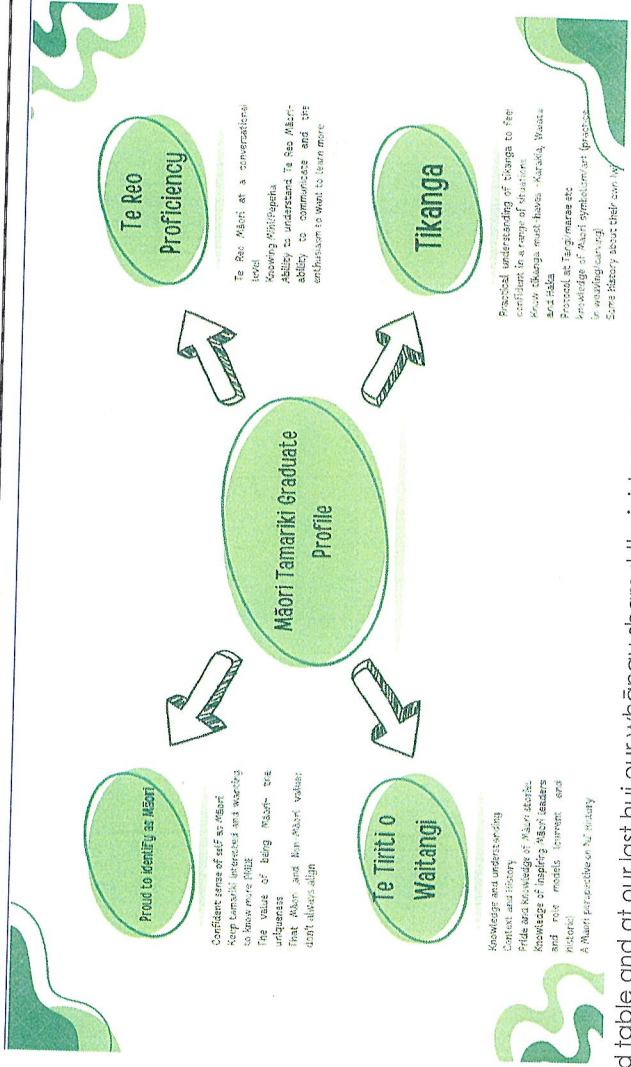 Proud to identify as Māori
Confident sense of self as Māori
Keep tamariki interested and wanting
to know more PRIDE
The value of being Māori- the
uniqueness
That Māori and Non Māori values
don't always align
Te Reo
Proficiency
Te Reo Māori at a conversational
level
Knowing Mihi/Pepeha
Ability to understand Te Reo Māori-
ability to communicate and the
enthusiasm to want to learn more
Māori Tamariki Graduate
Profile
Te Tiriti o
Waitangi
Knowledge and understanding
Context and History
Pride and knowledge of Māori stories
Knowledge of inspiring Māori leaders
and role models (current and
historic)
A Māori perspective on NZ History
Tikanga
Practical understanding of tikanga to feel
confident in a range of situations
Know tikanga must haves -Karakia, Waiata
and Haka
Protocol at Tangi/marae etc
knowledge of Maori symbolism/art (practice
in weaving/carving)
Some history about their own iwi
d table and at our last hui our whānau shared their